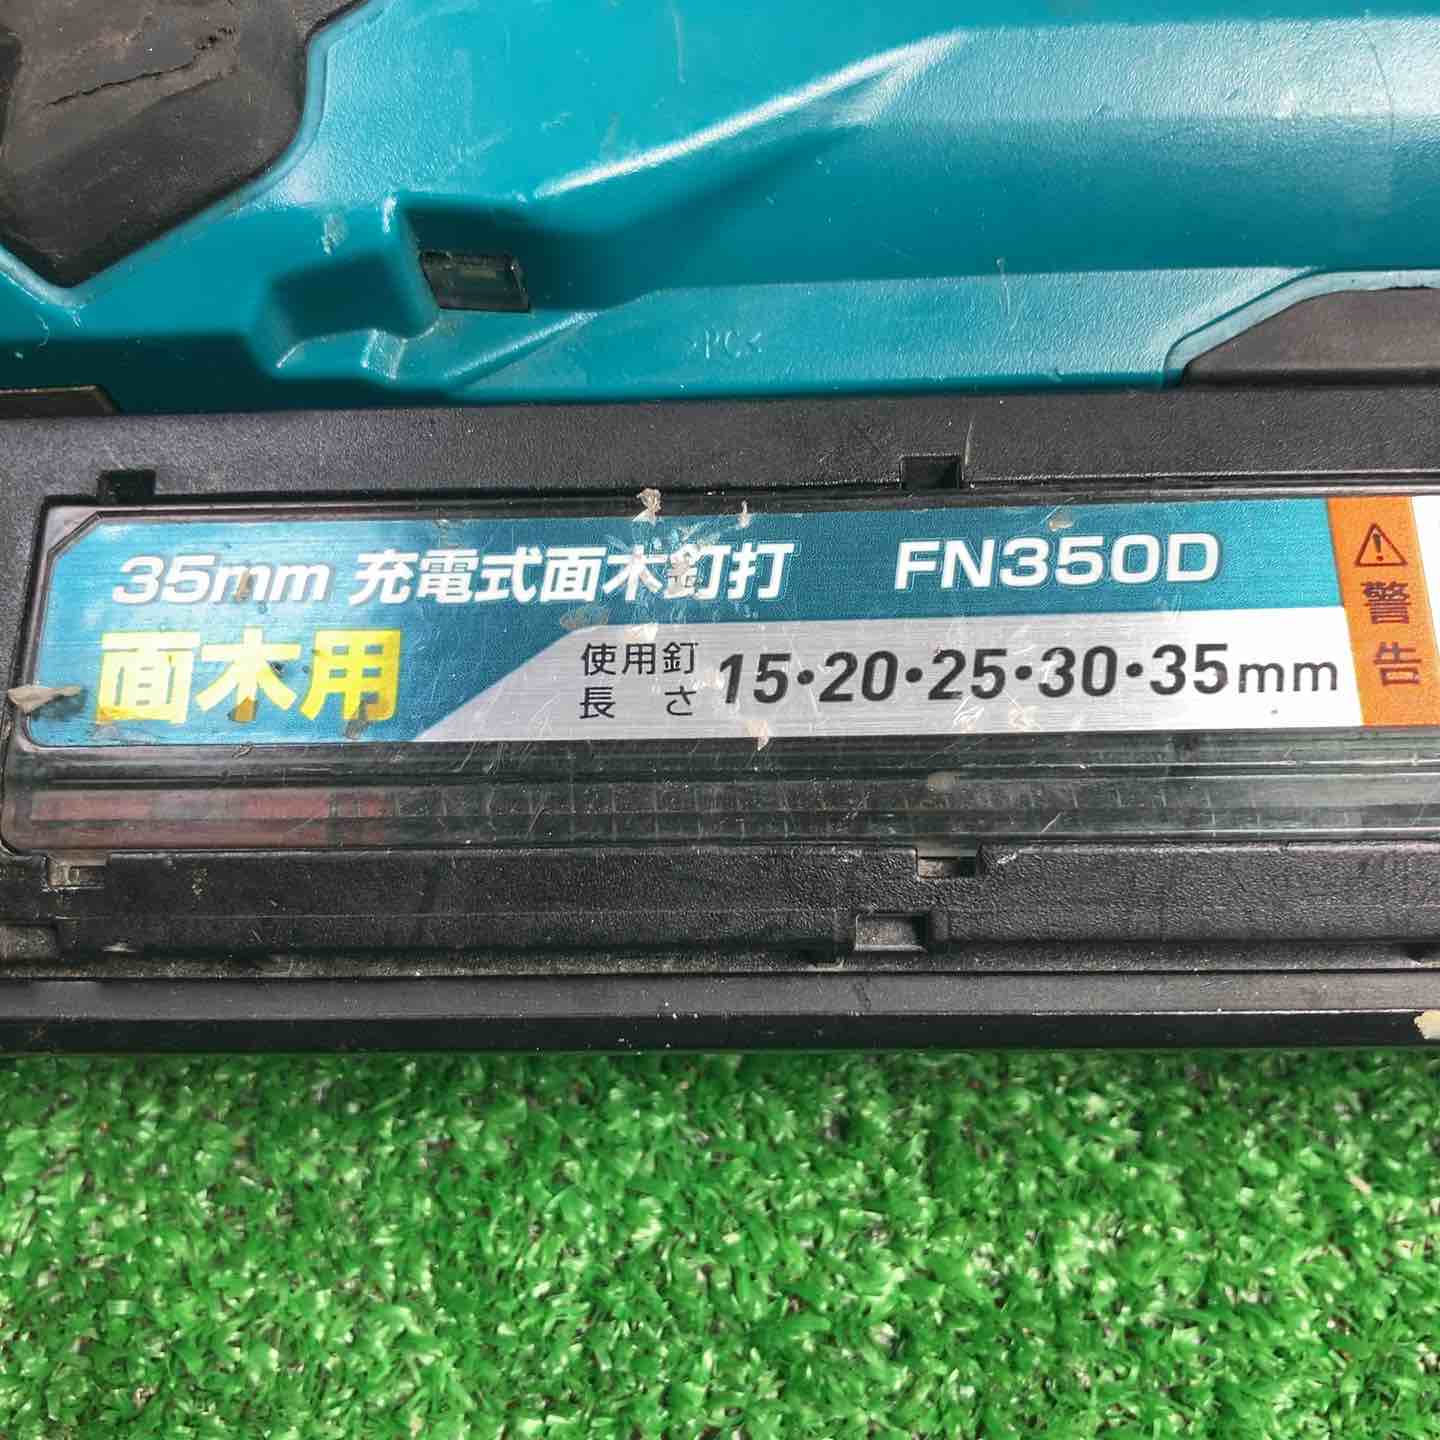 >PC<
35mm 充電式面木釘打 FN350D
面木用
使用釘
長さ 15・20・25・30・35mm
警告